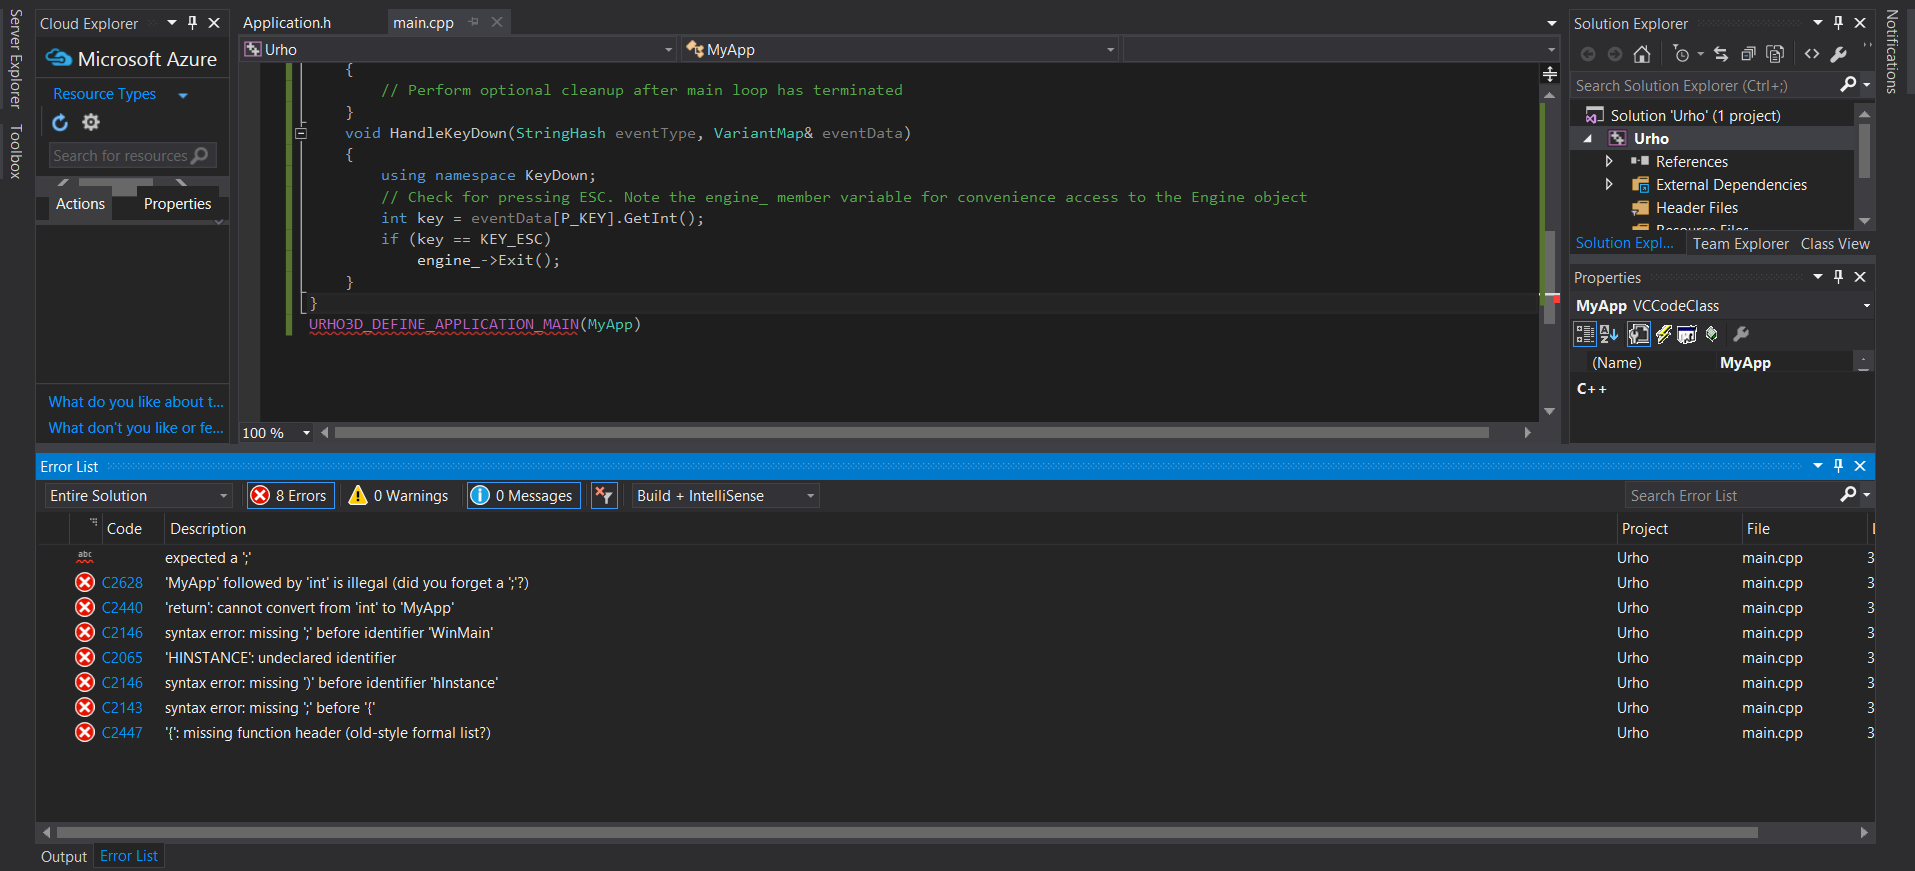 Server Explorer
Toolbox
Cloud Explorer
Microsoft Azure
Resource Types
Search for resources
Actions
Properties
What do you like about t...
What don't you like or fe...
Application.h
main.cpp
Urho
MyApp
{
// Perform optional cleanup after main loop has terminated
}
void HandleKeyDown(StringHash eventType, VariantMap& eventData)
{
using namespace KeyDown;
// Check for pressing ESC. Note the engine_ member variable for convenience access to the Engine object
int key = eventData[P_KEY].GetInt();
if (key == KEY_ESC)
engine_->Exit();
}
}
URHO3D_DEFINE_APPLICATION_MAIN(MyApp)
100 %
Solution Explorer
Search Solution Explorer (Ctrl+;)
Solution 'Urho' (1 project)
Urho
References
External Dependencies
Header Files
Resource Files
Solution Expl...
Team Explorer
Class View
Properties
MyApp VCCodeClass
(Name) MyApp
C++
Notifications
Error List
Entire Solution
8 Errors
0 Warnings
0 Messages
Build + IntelliSense
Search Error List
Code Description Project File
abc expected a ';' Urho main.cpp 3
C2628 'MyApp' followed by 'int' is illegal (did you forget a ';'?) Urho main.cpp 3
C2440 'return': cannot convert from 'int' to 'MyApp' Urho main.cpp 3
C2146 syntax error: missing ';' before identifier 'WinMain' Urho main.cpp 3
C2065 'HINSTANCE': undeclared identifier Urho main.cpp 3
C2146 syntax error: missing ')' before identifier 'hInstance' Urho main.cpp 3
C2143 syntax error: missing ';' before '{' Urho main.cpp 3
C2447 '{': missing function header (old-style formal list?) Urho main.cpp 3
Output
Error List